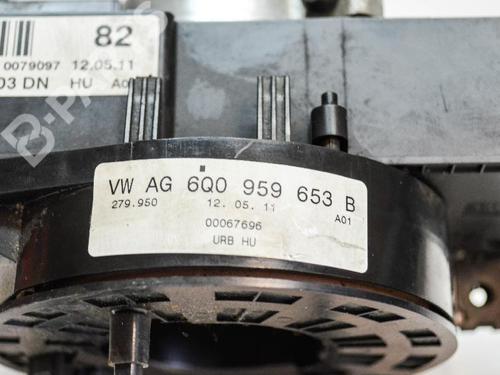 82
0079097 12.05.11
03 DN HU A0
VW AG 6Q0 959 653 B
279.950 12. 05. 11 A01
00067696
URB HU